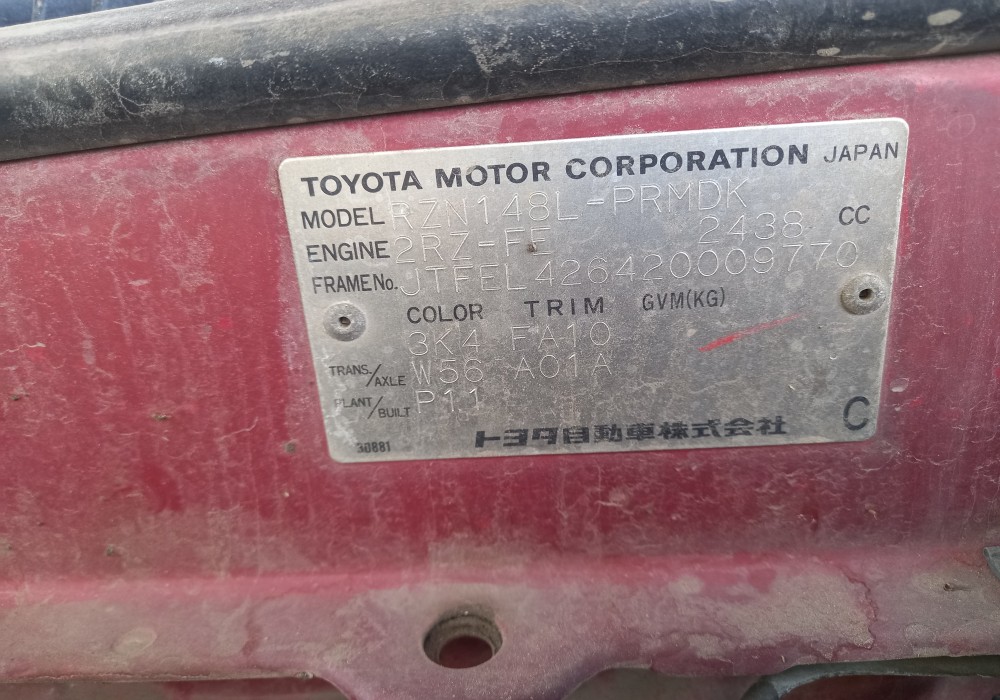 TOYOTA MOTOR CORPORATION JAPAN
MODEL RZN148L-PRMDK
ENGINE 2RZ-FE 2438 CC
FRAME No. JTFEL426420009770
COLOR TRIM GVM(KG)
3K4 FA10
TRANS./AXLE W56 A01A
PLANT/BUILT P11
30881 トヨタ自動車株式会社 C